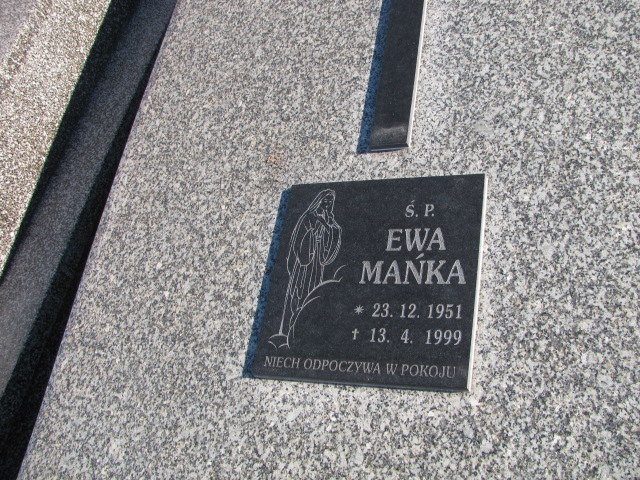 Ś. P.
EWA
MAŃKA
* 23. 12. 1951
† 13. 4. 1999
NIECH ODPOCZYWA W POKOJU